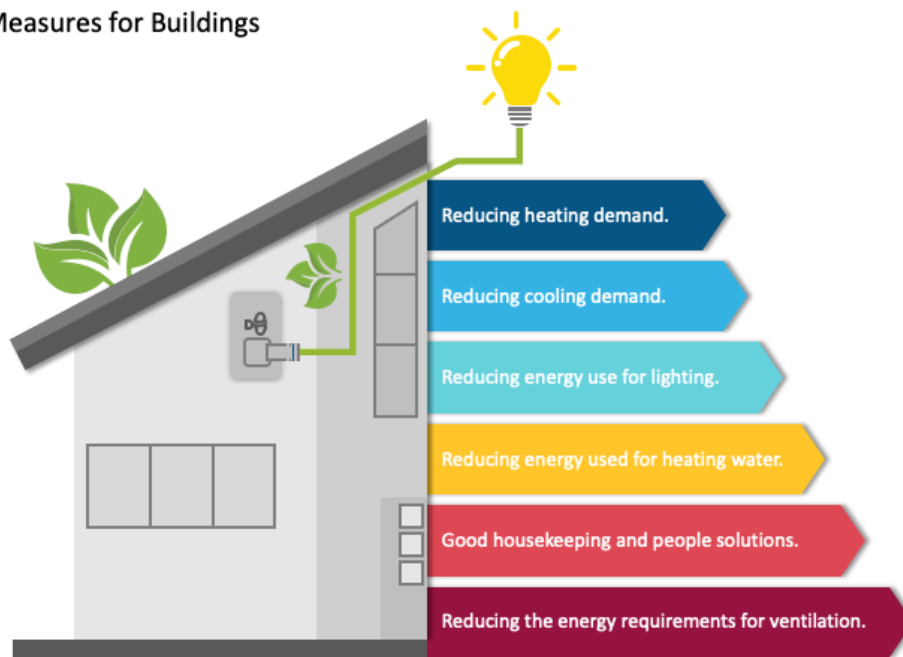 Measures for Buildings
Reducing heating demand.
Reducing cooling demand.
Reducing energy use for lighting.
Reducing energy used for heating water.
Good housekeeping and people solutions.
Reducing the energy requirements for ventilation.